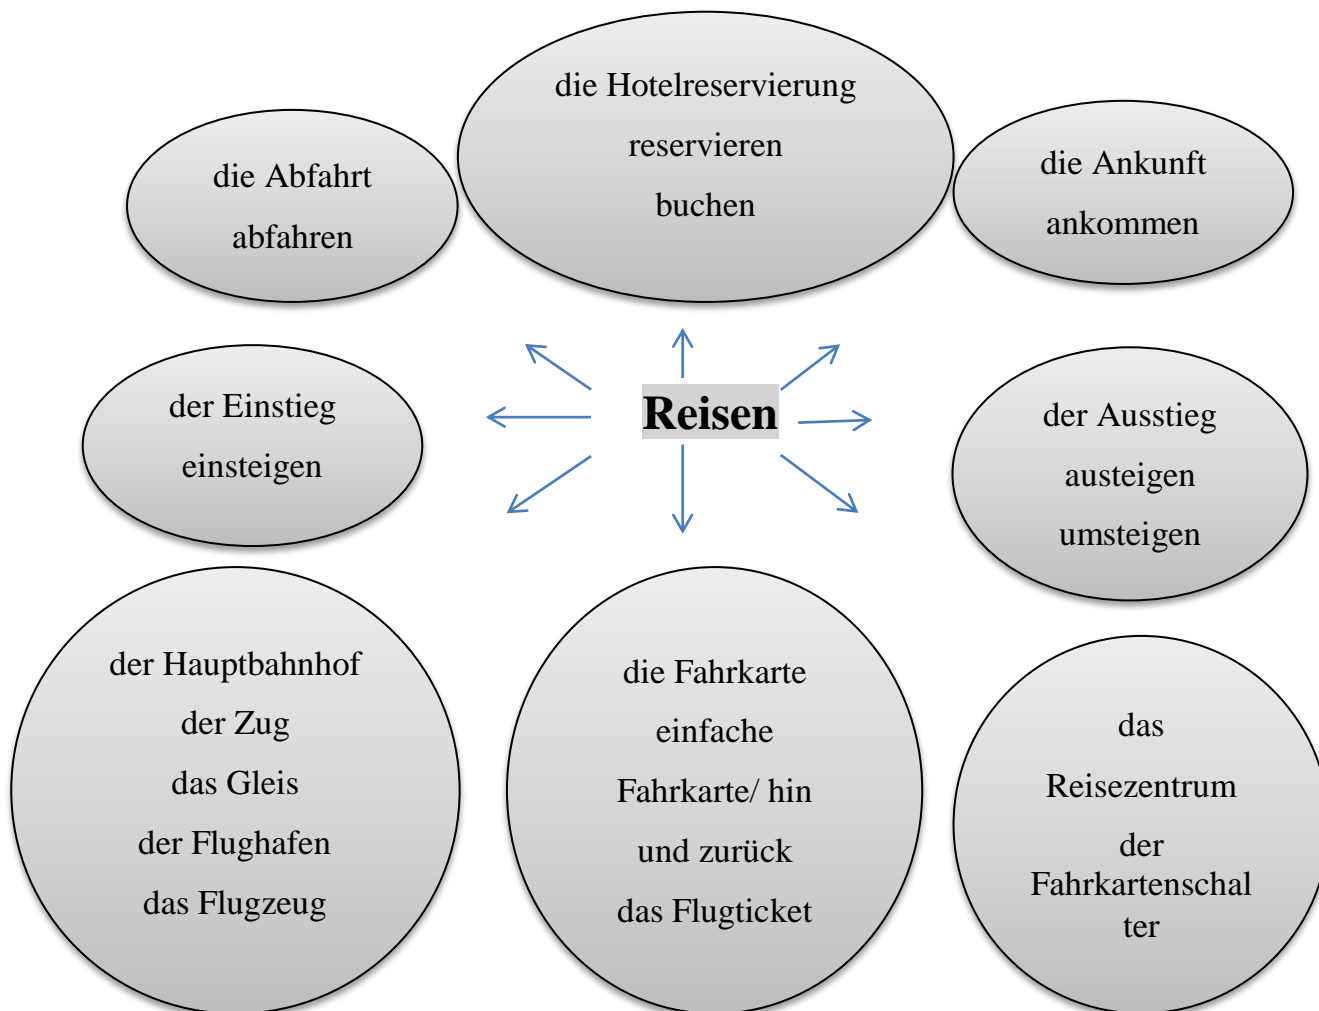 die Hotelreservierung
reservieren
buchen
die Abfahrt
abfahren
die Ankunft
ankommen
der Einstieg
einsteigen
Reisen
der Ausstieg
austeigen
umsteigen
der Hauptbahnhof
der Zug
das Gleis
der Flughafen
das Flugzeug
die Fahrkarte
einfache
Fahrkarte/ hin
und zurück
das Flugticket
das
Reisezentrum
der
Fahrkartenschal
ter